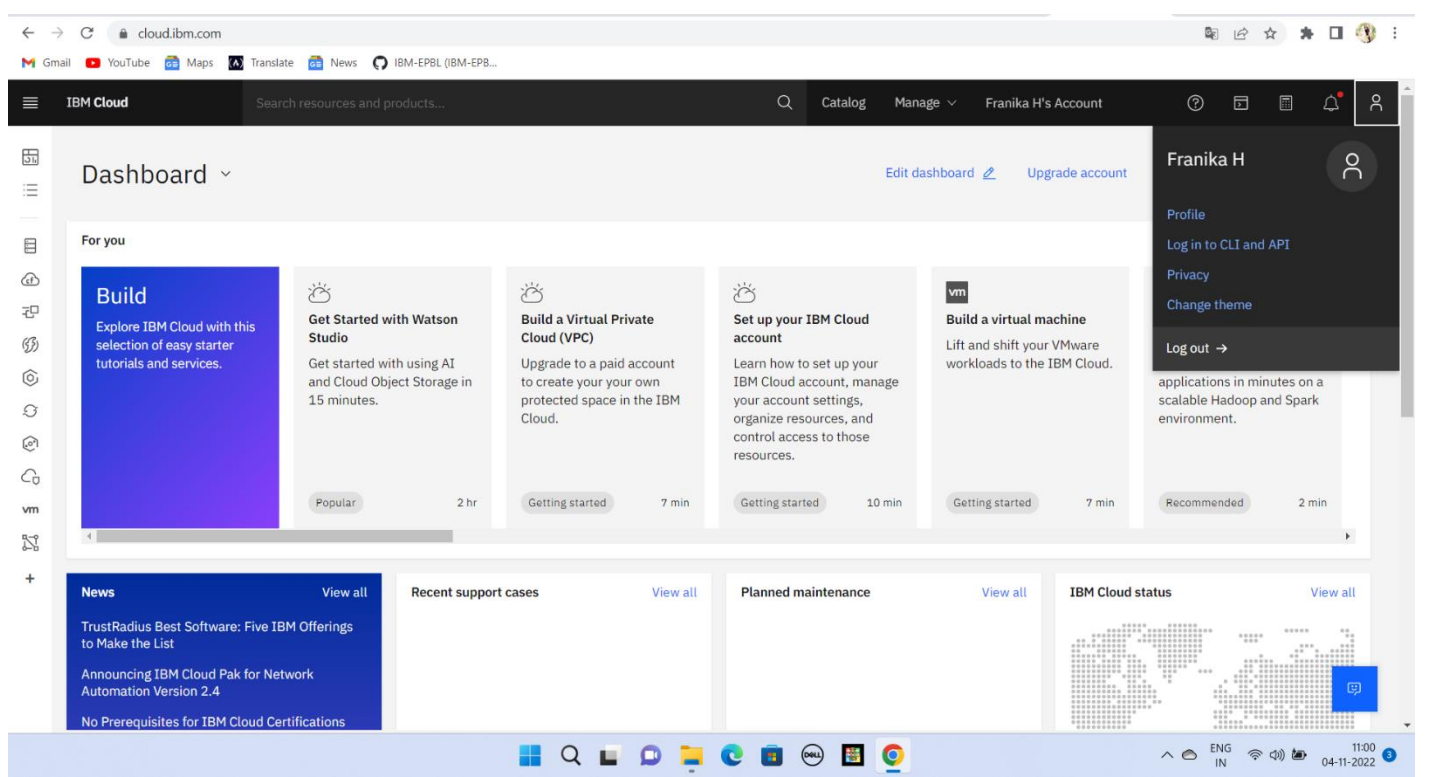 cloud.ibm.com
Gmail YouTube Maps Translate News IBM-EPBL (IBM-EPB...
IBM Cloud
Search resources and products...
Catalog Manage Franika H's Account
Dashboard
Edit dashboard Upgrade account
Franika H
Profile
Log in to CLI and API
Privacy
Change theme
Log out →
For you
Build
Explore IBM Cloud with this
selection of easy starter
tutorials and services.
Get Started with Watson
Studio
Get started with using AI
and Cloud Object Storage in
15 minutes.
Popular 2 hr
Build a Virtual Private
Cloud (VPC)
Upgrade to a paid account
to create your your own
protected space in the IBM
Cloud.
Getting started 7 min
Set up your IBM Cloud
account
Learn how to set up your
IBM Cloud account, manage
your account settings,
organize resources, and
control access to those
resources.
Getting started 10 min
vm
Build a virtual machine
Lift and shift your VMware
workloads to the IBM Cloud.
Getting started 7 min
applications in minutes on a
scalable Hadoop and Spark
environment.
Recommended 2 min
vm
News View all
TrustRadius Best Software: Five IBM Offerings
to Make the List
Announcing IBM Cloud Pak for Network
Automation Version 2.4
No Prerequisites for IBM Cloud Certifications
Recent support cases View all
Planned maintenance View all
IBM Cloud status View all
DELL
ENG
IN
11:00
04-11-2022
3